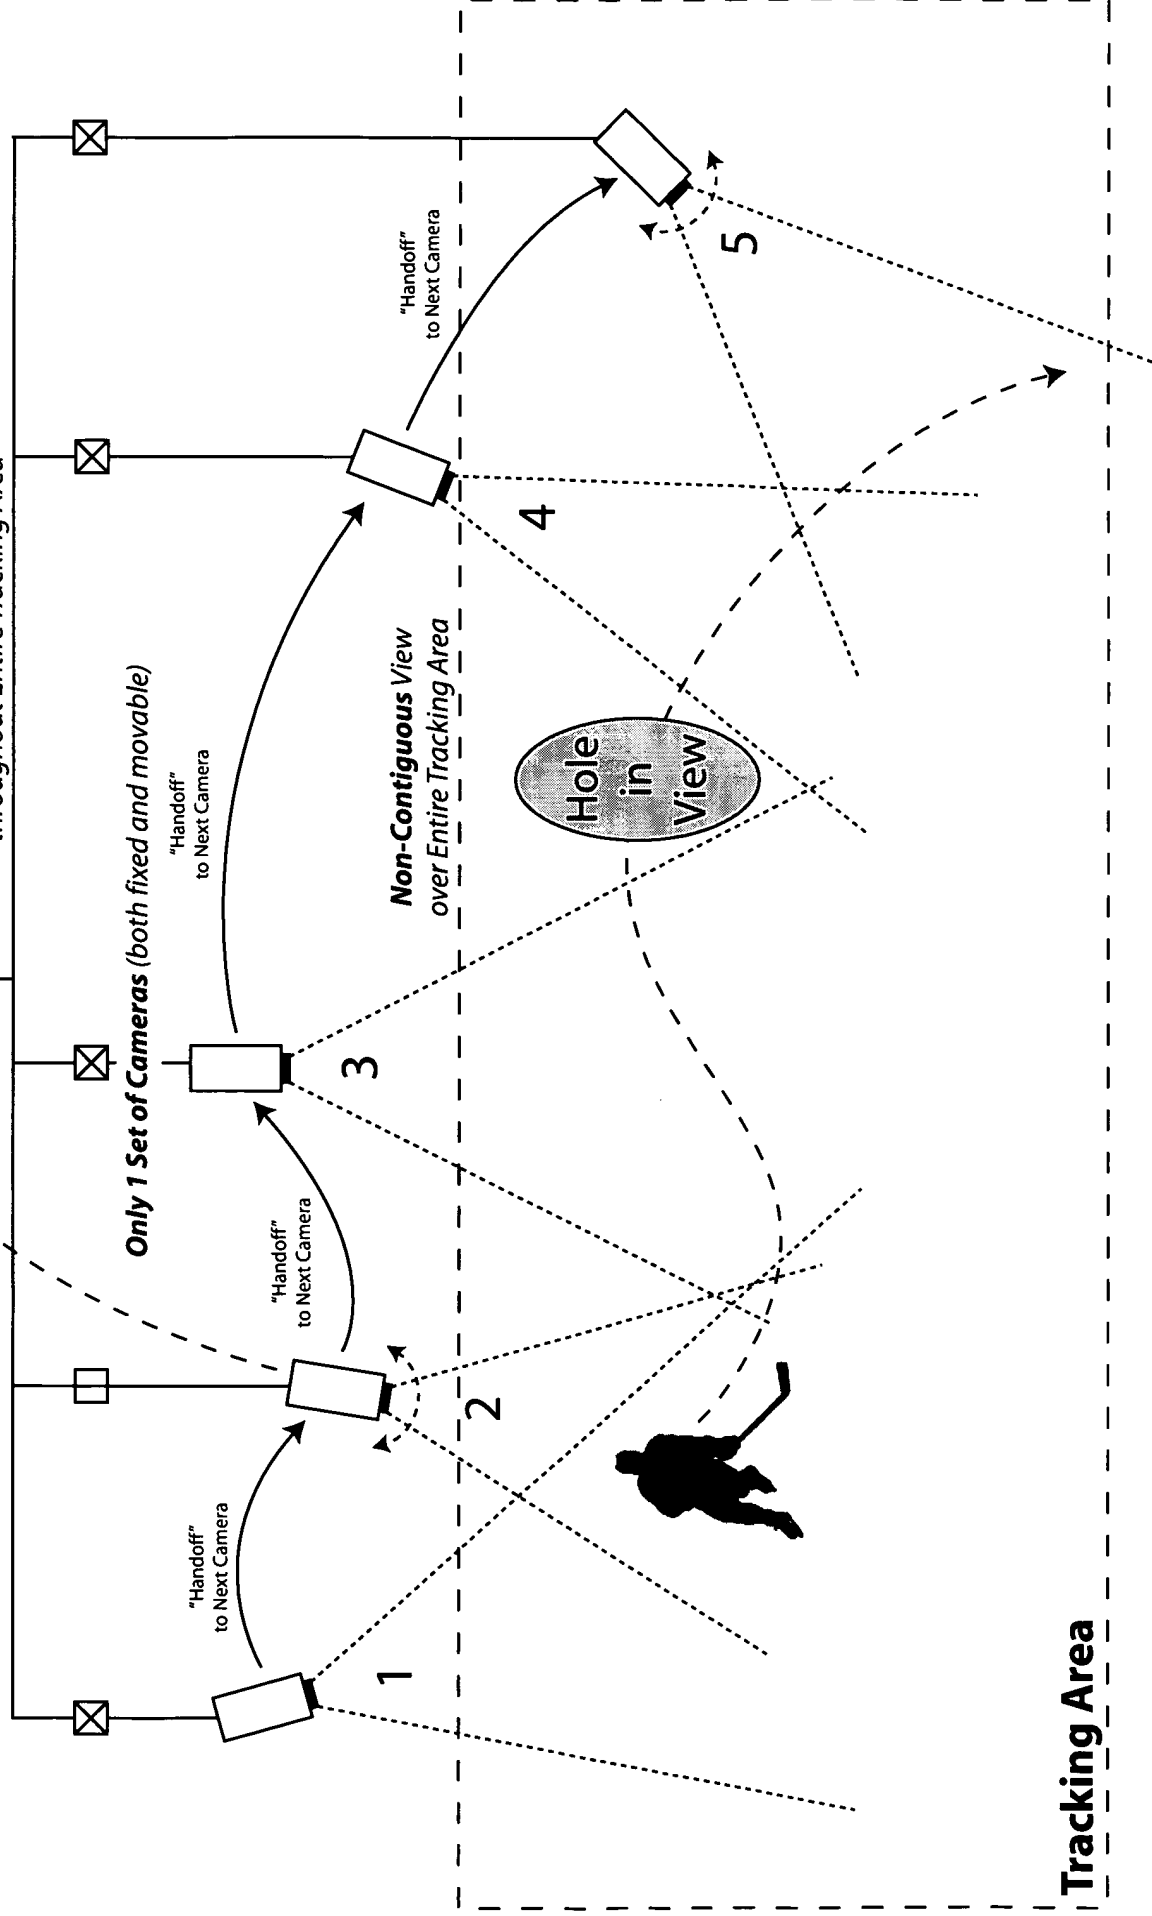 Only 1 Set of Cameras (both fixed and movable)
"Handoff"
to Next Camera
"Handoff"
to Next Camera
"Handoff"
to Next Camera
"Handoff"
to Next Camera
Non-Contiguous View
over Entire Tracking Area
1
2
3
4
5
Hole
in
View
Tracking Area